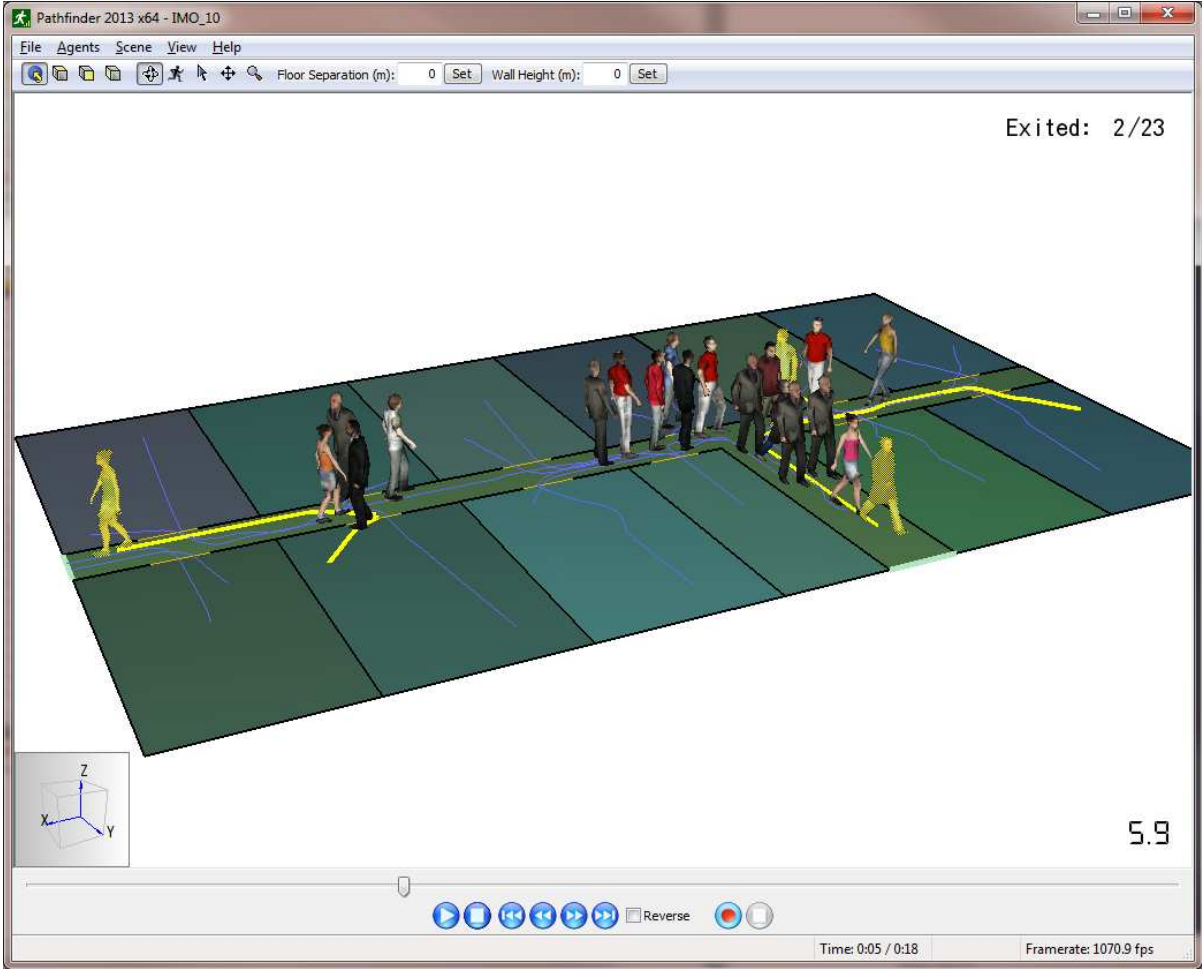 Pathfinder 2013 x64 - IMO_10
File Agents Scene View Help
Floor Separation (m): 0 Set Wall Height (m): 0 Set
Exited: 2/23
Z
X
Y
5.9
Reverse
Time: 0:05 / 0:18 Framerate: 1070.9 fps